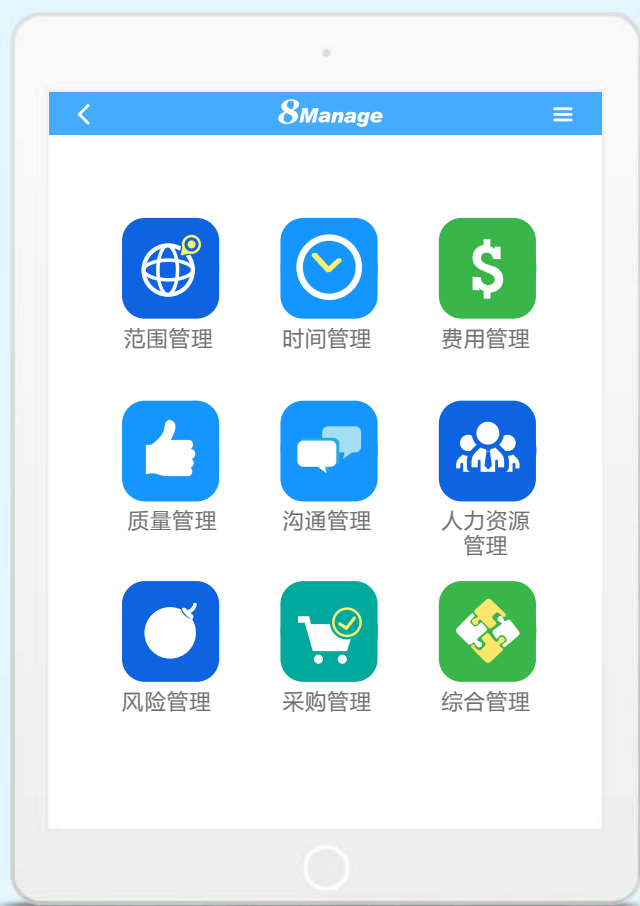 8Manage
范围管理
时间管理
费用管理
质量管理
沟通管理
人力资源
管理
风险管理
采购管理
综合管理